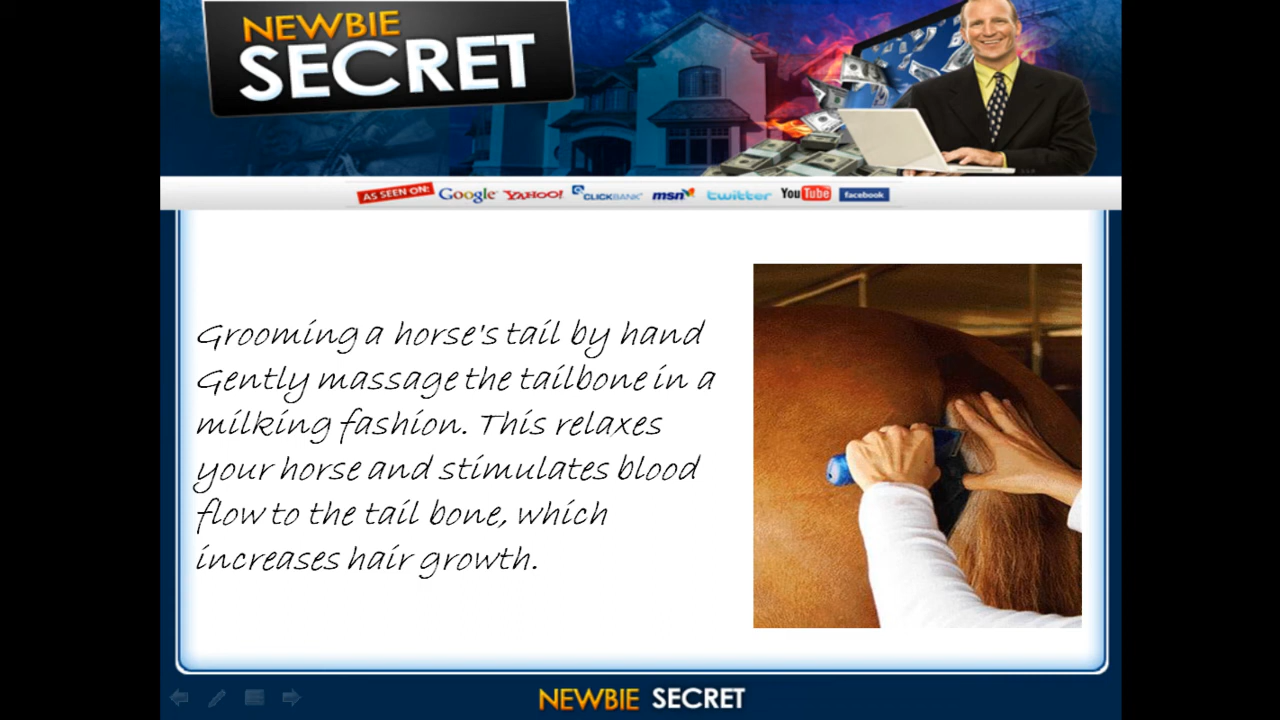 NEWBIE
SECRET
AS SEEN ON:
Google YAHOO! CLICKBANK msn twitter YouTube facebook
Grooming a horse's tail by hand
Gently massage the tailbone in a
milking fashion. This relaxes
your horse and stimulates blood
flow to the tail bone, which
increases hair growth.
NEWBIE SECRET